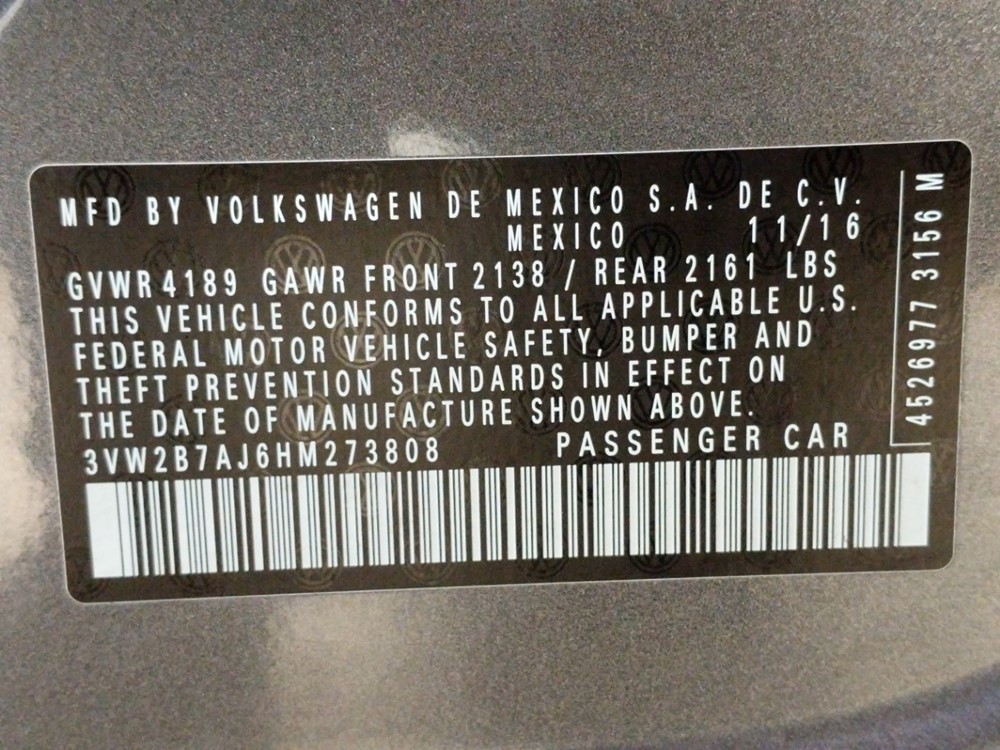 MFD BY VOLKSWAGEN DE MEXICO S.A. DE C.V.
MEXICO 11/16
GVWR 4189 GAWR FRONT 2138 / REAR 2161 LBS
THIS VEHICLE CONFORMS TO ALL APPLICABLE U.S.
FEDERAL MOTOR VEHICLE SAFETY, BUMPER AND
THEFT PREVENTION STANDARDS IN EFFECT ON
THE DATE OF MANUFACTURE SHOWN ABOVE.
3VW2B7AJ6HM273808 PASSENGER CAR
4526977 3156 M